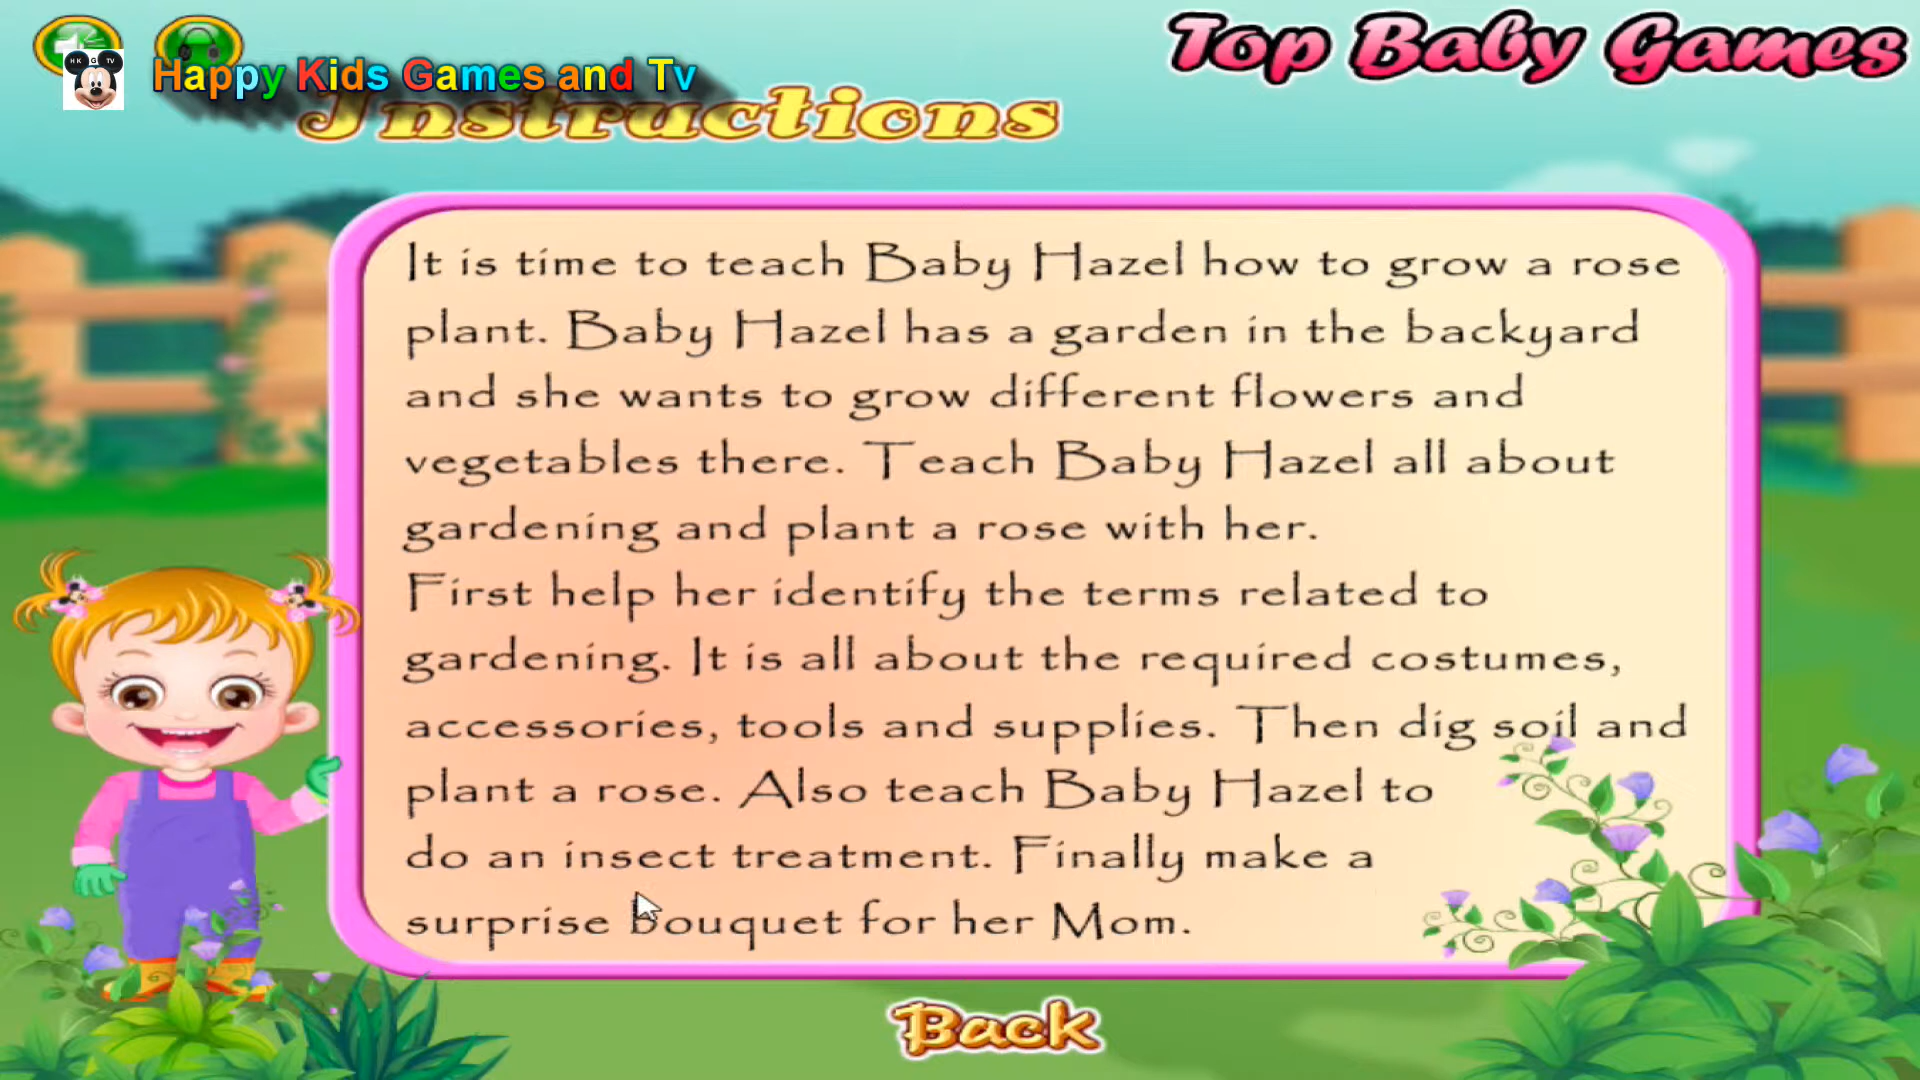 Top Baby Games
HK G TV
Happy Kids Games and Tv
Instructions
It is time to teach Baby Hazel how to grow a rose
plant. Baby Hazel has a garden in the backyard
and she wants to grow different flowers and
vegetables there. Teach Baby Hazel all about
gardening and plant a rose with her.
First help her identify the terms related to
gardening. It is all about the required costumes,
accessories, tools and supplies. Then dig soil and
plant a rose. Also teach Baby Hazel to
do an insect treatment. Finally make a
surprise bouquet for her Mom.
Back